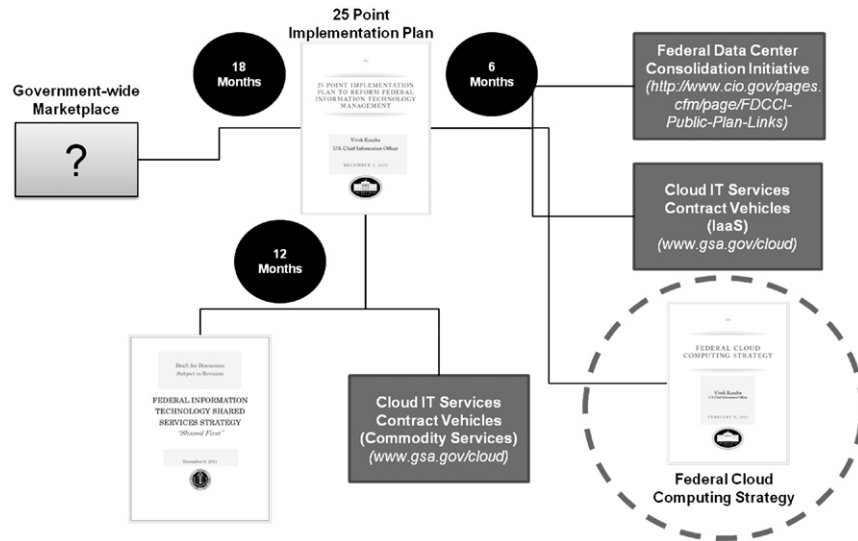 25 Point
Implementation Plan
18
Months
6
Months
Government-wide
Marketplace
?
25 POINT IMPLEMENTATION
PLAN TO REFORM FEDERAL
INFORMATION TECHNOLOGY
MANAGEMENT
Vivek Kundra
U.S. Chief Information Officer
DECEMBER 9, 2010
Federal Data Center
Consolidation Initiative
(http://www.cio.gov/pages.
cfm/page/FDCCI-
Public-Plan-Links)
Cloud IT Services
Contract Vehicles
(IaaS)
(www.gsa.gov/cloud)
12
Months
Draft for Discussion
Subject to Revision
FEDERAL INFORMATION
TECHNOLOGY SHARED
SERVICES STRATEGY
"Shared First"
December 8, 2011
Cloud IT Services
Contract Vehicles
(Commodity Services)
(www.gsa.gov/cloud)
FEDERAL CLOUD
COMPUTING STRATEGY
Vivek Kundra
U.S. Chief Information Officer
FEBRUARY 8, 2011
Federal Cloud
Computing Strategy